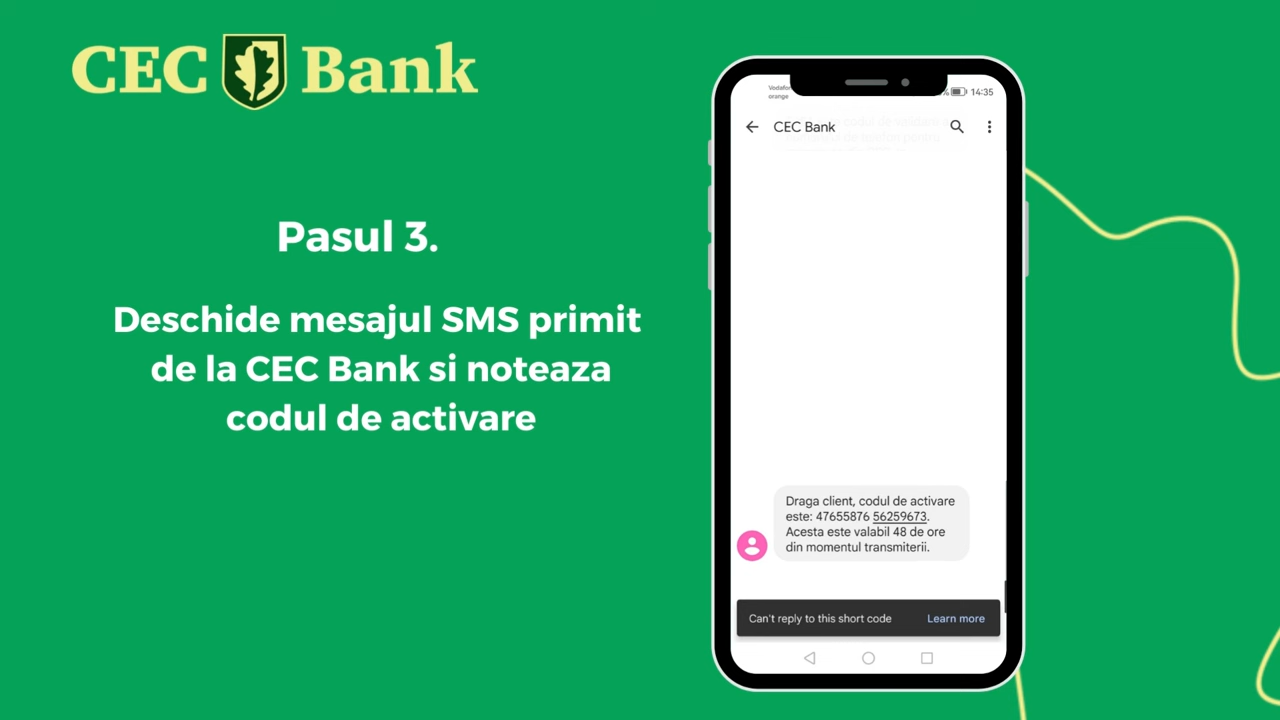 CEC Bank
Pasul 3.
Deschide mesajul SMS primit
de la CEC Bank si noteaza
codul de activare
orange
14:35
CEC Bank
Draga client, codul de activare
este: 47655876 56259673.
Acesta este valabil 48 de ore
din momentul transmiterii.
Can't reply to this short code
Learn more